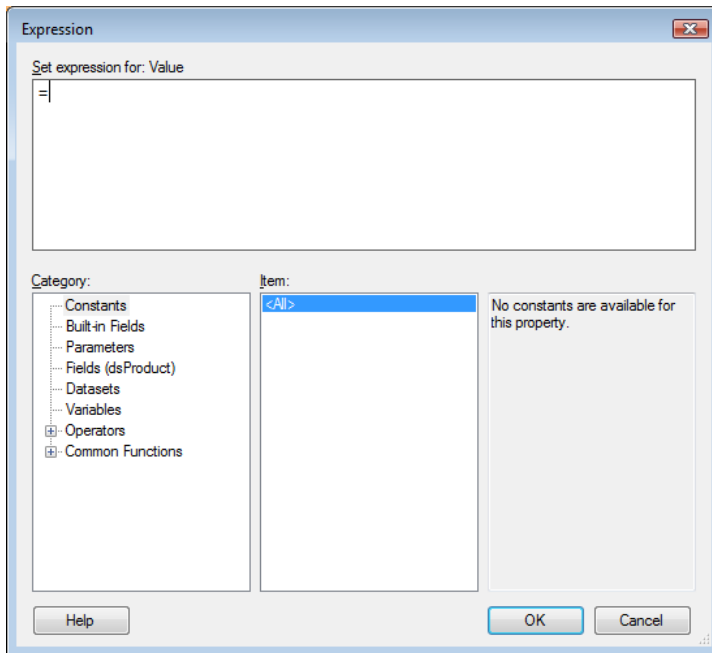 Expression
Set expression for: Value
=
Category:
Item:
Constants
Built-in Fields
Parameters
Fields (dsProduct)
Datasets
Variables
Operators
Common Functions
<All>
No constants are available for
this property.
Help
OK
Cancel